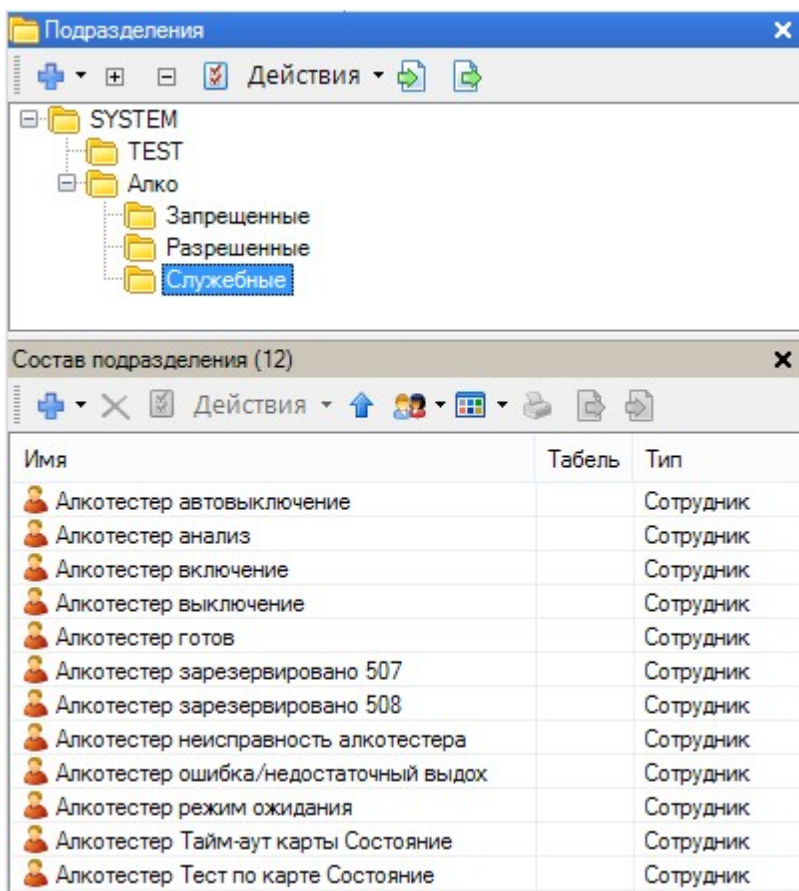 Подразделения
Действия
SYSTEM
TEST
Алко
Запрещенные
Разрешенные
Служебные
Состав подразделения (12)
Действия
Имя Табель Тип
Алкотестер автовыключение Сотрудник
Алкотестер анализ Сотрудник
Алкотестер включение Сотрудник
Алкотестер выключение Сотрудник
Алкотестер готов Сотрудник
Алкотестер зарезервировано 507 Сотрудник
Алкотестер зарезервировано 508 Сотрудник
Алкотестер неисправность алкотестера Сотрудник
Алкотестер ошибка/недостаточный выдох Сотрудник
Алкотестер режим ожидания Сотрудник
Алкотестер Тайм-аут карты Состояние Сотрудник
Алкотестер Тест по карте Состояние Сотрудник